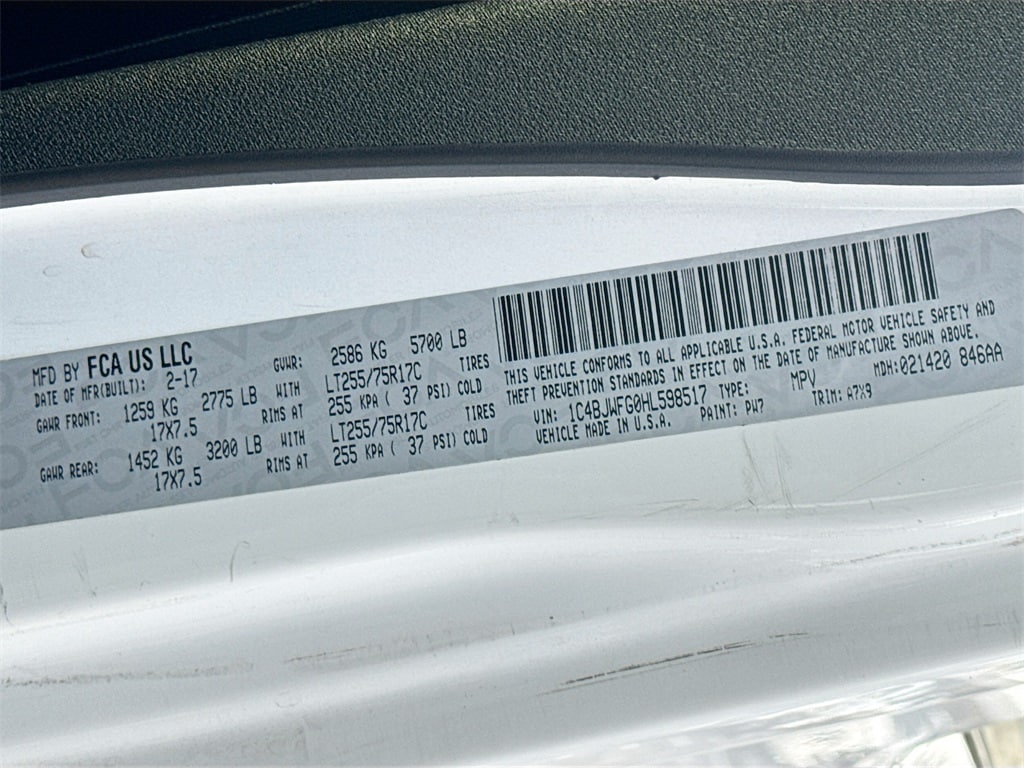 MFD BY FCA US LLC
DATE OF MFR(BUILT): 2-17 GVWR: 2586 KG 5700 LB
GAWR FRONT: 1259 KG 2775 LB WITH LT255/75R17C TIRES
17X7.5 RIMS AT 255 KPA ( 37 PSI) COLD
GAWR REAR: 1452 KG 3200 LB WITH LT255/75R17C TIRES
17X7.5 RIMS AT 255 KPA ( 37 PSI) COLD
THIS VEHICLE CONFORMS TO ALL APPLICABLE U.S.A. FEDERAL MOTOR VEHICLE SAFETY AND
THEFT PREVENTION STANDARDS IN EFFECT ON THE DATE OF MANUFACTURE SHOWN ABOVE.
VIN: 1C4BJWFG0HL598517 TYPE: MPV MDH:021420 846AA
VEHICLE MADE IN U.S.A. PAINT: PW7 TRIM: A7X9